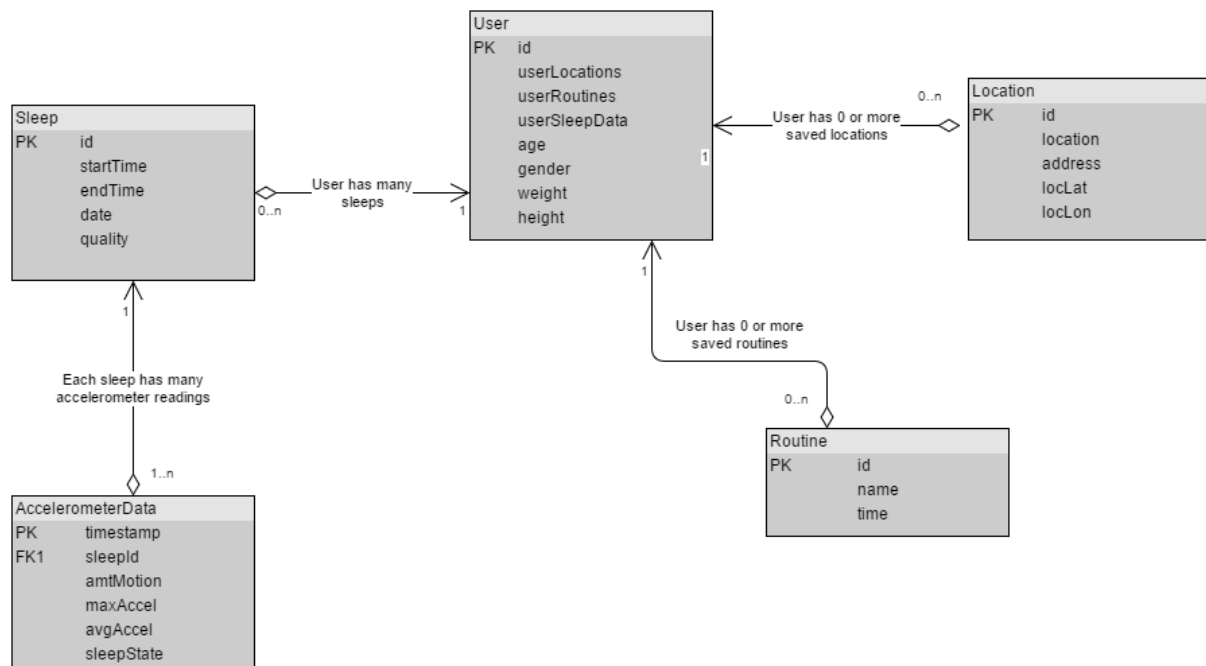 User
PK id
userLocations
userRoutines
userSleepData
age
gender
weight
height
1
1
1
Sleep
PK id
startTime
endTime
date
quality
0..n
User has many
sleeps
1
Location
PK id
location
address
locLat
locLon
0..n
User has 0 or more
saved locations
User has 0 or more
saved routines
0..n
Routine
PK id
name
time
Each sleep has many
accelerometer readings
1..n
AccelerometerData
PK timestamp
FK1 sleepId
amtMotion
maxAccel
avgAccel
sleepState